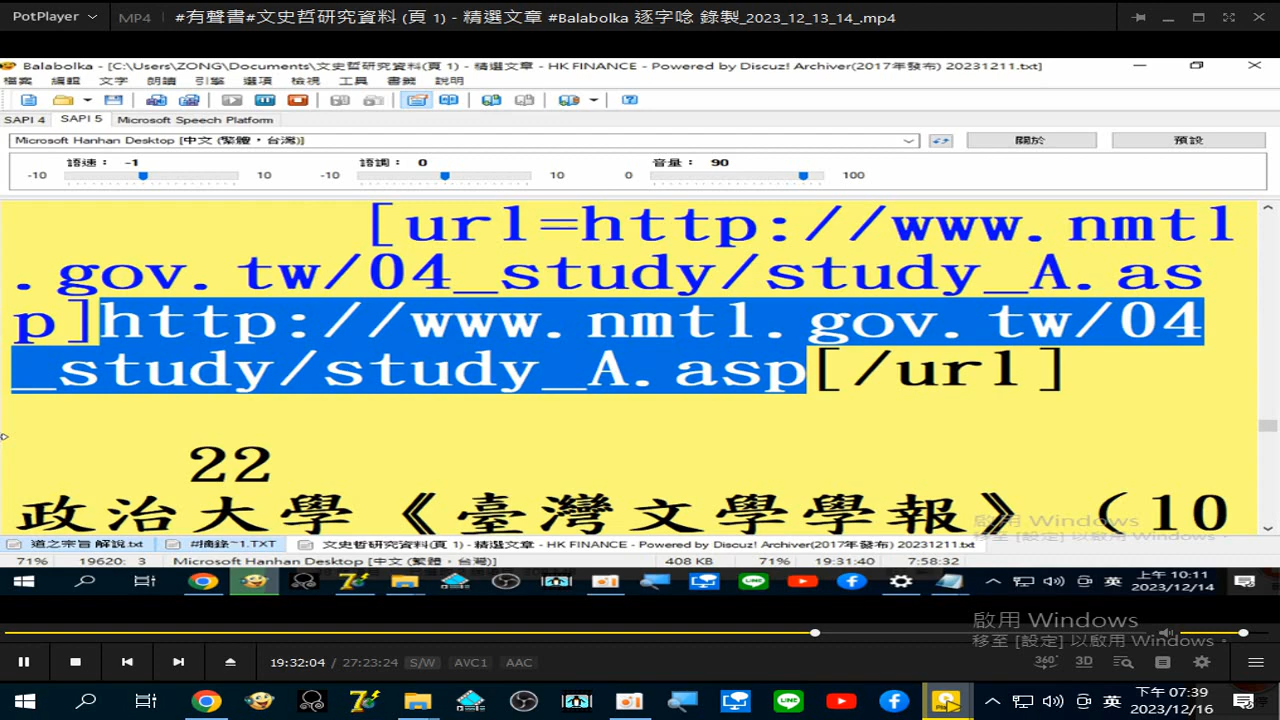 PotPlayer MP4 #有聲書#文史哲研究資料 (頁 1) - 精選文章 #Balabolka 逐字唸 錄製_2023_12_13_14_.mp4
Balabolka - [C:\Users\ZONG\Documents\文史哲研究資料(頁 1) - 精選文章 - HK FINANCE - Powered by Discuz! Archiver(2017年發布) 20231211.txt]
檔案 編輯 文字 朗讀 引擎 選項 檢視 工具 書籤 說明
SAPI 4 SAPI 5 Microsoft Speech Platform
Microsoft Hanhan Desktop [中文 (繁體，台灣)] 關於 預設
語速： -1 語調： 0 音量： 90
-10 10 -10 10 0 100
[url=http://www.nmtl
.gov.tw/04_study/study_A.as
p]http://www.nmtl.gov.tw/04
_study/study_A.asp[/url]
22
政治大學《臺灣文學學報》（10
啟用 Windows
移至 [設定] 以啟用 Windows。
道之宗旨 解說.txt #摘錄~1.TXT 文史哲研究資料(頁 1) - 精選文章 - HK FINANCE - Powered by Discuz! Archiver(2017年發布) 20231211.txt
71% 19620: 3 Microsoft Hanhan Desktop [中文 (繁體，台灣)] 408 KB 71% 19:31:40 7:58:32
英 上午 10:11
2023/12/14
啟用 Windows
移至 [設定] 以啟用 Windows。
19:32:04 / 27:23:24 S/W AVC1 AAC 360° 3D
英 下午 07:39
2023/12/16